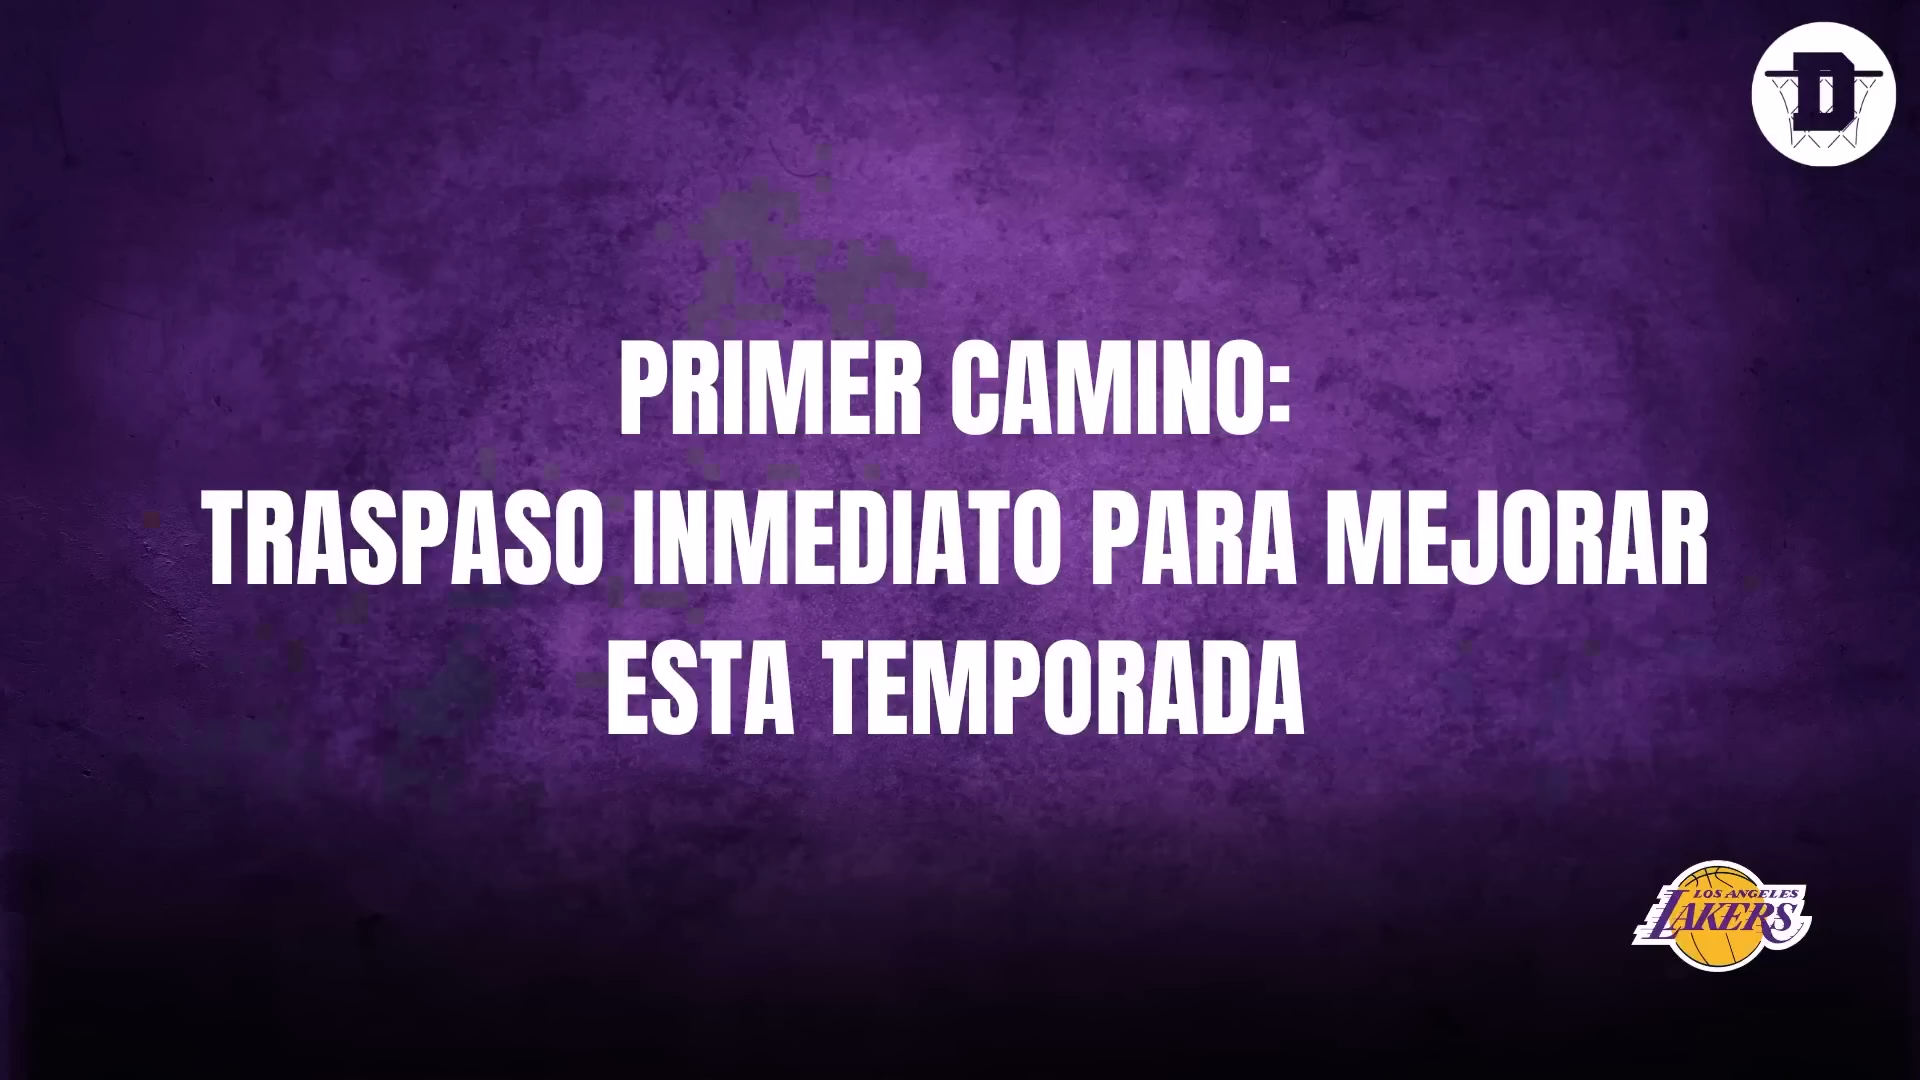 D
PRIMER CAMINO:
TRASPASO INMEDIATO PARA MEJORAR
ESTA TEMPORADA
LOS ANGELES
LAKERS